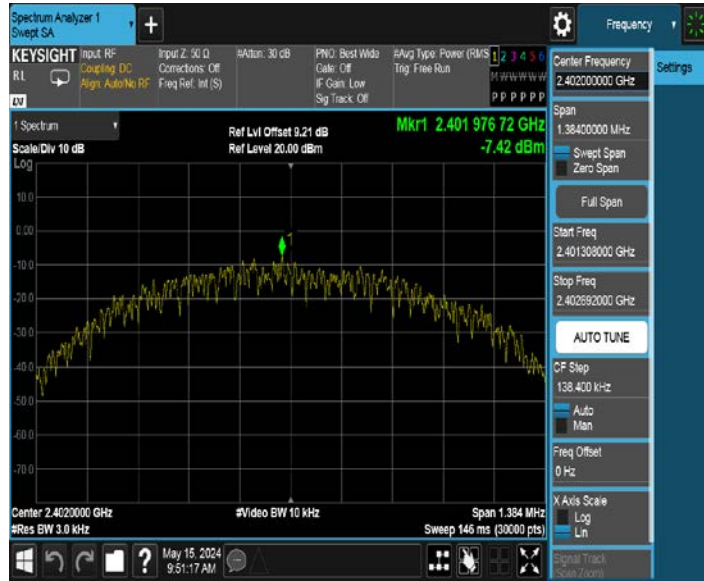 Spectrum Analyzer 1
Swept SA
+
Frequency
KEYSIGHT
RL
Input: RF
Coupling: DC
Align: Auto/No RF
Input Z: 50 Ω
Corrections: Off
Freq Ref: Int (S)
#Atten: 30 dB
PNO: Best Wide
Gate: Off
IF Gain: Low
Sig Track: Off
#Avg Type: Power (RMS
Trig: Free Run
1 2 3 4 5 6
M W W W W W
P P P P P P
1 Spectrum
Scale/Div 10 dB
Log
Ref Lvl Offset 9.21 dB
Ref Level 20.00 dBm
Mkr1 2.401 976 72 GHz
-7.42 dBm
10.0
0.00
-10.0
-20.0
-30.0
-40.0
-50.0
-60.0
-70.0
Center 2.4020000 GHz
#Res BW 3.0 kHz
#Video BW 10 kHz
Span 1.384 MHz
Sweep 146 ms (30000 pts)
Center Frequency
2.402000000 GHz
Settings
Span
1.38400000 MHz
Swept Span
Zero Span
Full Span
Start Freq
2.401308000 GHz
Stop Freq
2.402692000 GHz
AUTO TUNE
CF Step
138.400 kHz
Auto
Man
Freq Offset
0 Hz
X Axis Scale
Log
Lin
Signal Track
(Span Zoom)
?
May 15, 2024
9:51:17 AM